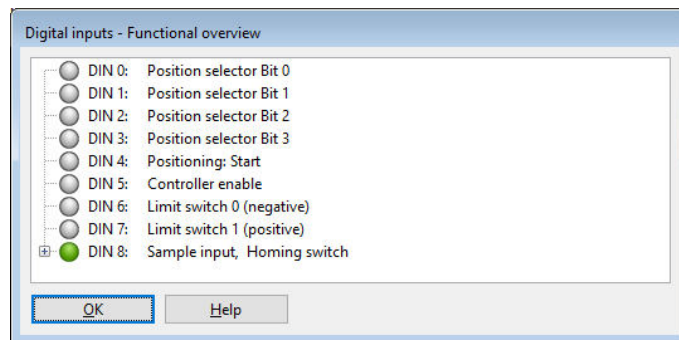 Digital inputs - Functional overview
DIN 0: Position selector Bit 0
DIN 1: Position selector Bit 1
DIN 2: Position selector Bit 2
DIN 3: Position selector Bit 3
DIN 4: Positioning: Start
DIN 5: Controller enable
DIN 6: Limit switch 0 (negative)
DIN 7: Limit switch 1 (positive)
DIN 8: Sample input, Homing switch
OK Help